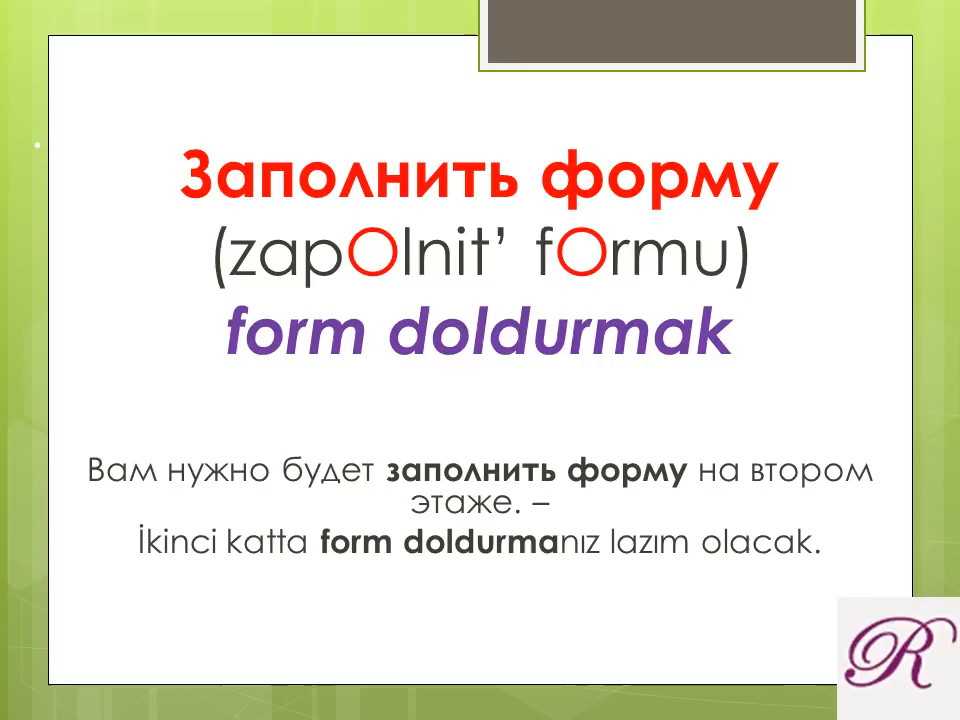 Заполнить форму
(zapOlnit’ fOrmu)
form doldurmak
Вам нужно будет заполнить форму на втором
этаже. –
İkinci katta form doldurmanız lazım olacak.
R